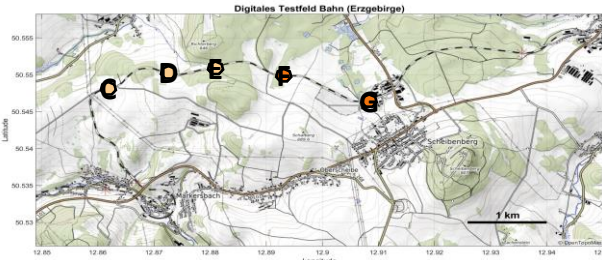 Digitales Testfeld Bahn (Erzgebirge)
50.555
50.55
50.545
50.54
50.535
50.53
Latitude
C
D
E
F
G
Scheibenberg
Oberscheibe
Markersbach
1 km
© OpenTopoMap
12.85
12.86
12.87
12.88
12.89
12.9
12.91
12.92
12.93
12.94
Longitude